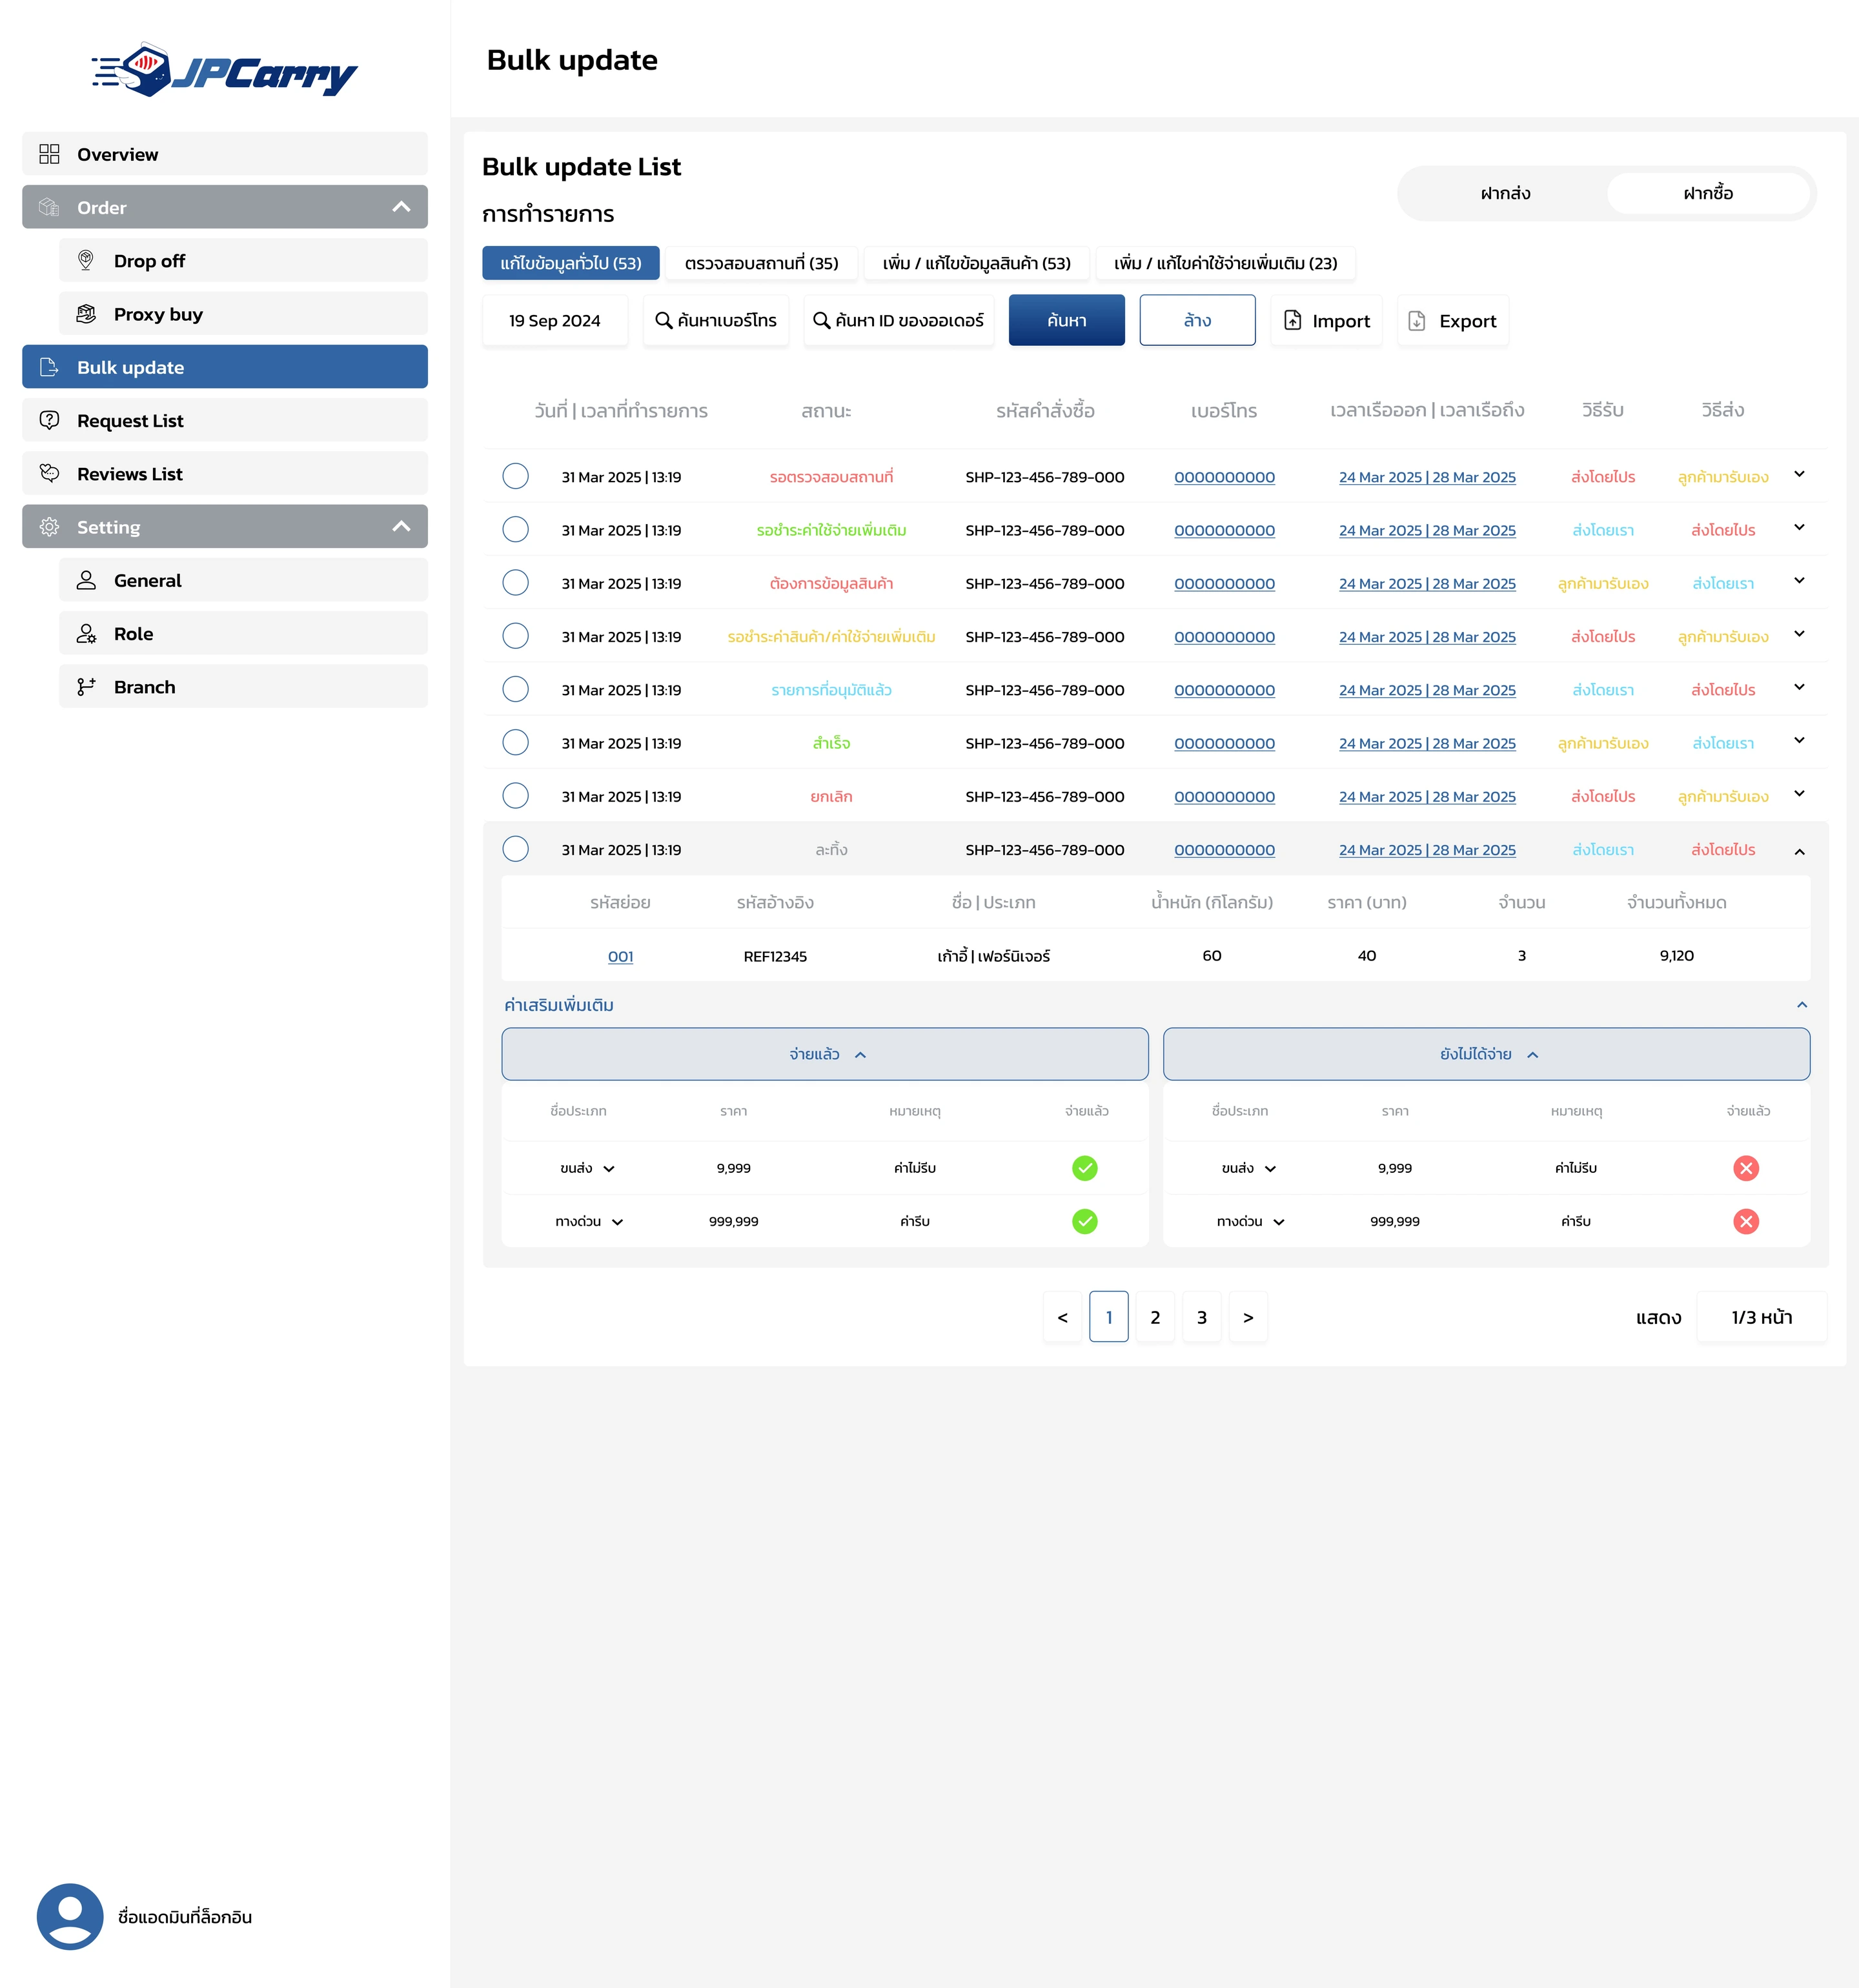 JPCarry
Bulk update
Overview
Order
Drop off
Proxy buy
Bulk update
Request List
Reviews List
Setting
General
Role
Branch
ชื่อแอดมินที่ล็อกอิน
Bulk update List
การทำรายการ
ฝากส่ง ฝากซื้อ
แก้ไขข้อมูลทั่วไป (53) ตรวจสอบสถานที่ (35) เพิ่ม / แก้ไขข้อมูลสินค้า (53) เพิ่ม / แก้ไขค่าใช้จ่ายเพิ่มเติม (23)
19 Sep 2024 ค้นหาเบอร์โทร ค้นหา ID ของออเดอร์ ค้นหา ล้าง Import Export
วันที่ | เวลาที่ทำรายการ สถานะ รหัสคำสั่งซื้อ เบอร์โทร เวลาเรือออก | เวลาเรือถึง วิธีรับ วิธีส่ง
31 Mar 2025 | 13:19 รอตรวจสอบสถานที่ SHP-123-456-789-000 0000000000 24 Mar 2025 | 28 Mar 2025 ส่งโดยไปร ลูกค้ามารับเอง
31 Mar 2025 | 13:19 รอชำระค่าใช้จ่ายเพิ่มเติม SHP-123-456-789-000 0000000000 24 Mar 2025 | 28 Mar 2025 ส่งโดยเรา ส่งโดยไปร
31 Mar 2025 | 13:19 ต้องการข้อมูลสินค้า SHP-123-456-789-000 0000000000 24 Mar 2025 | 28 Mar 2025 ลูกค้ามารับเอง ส่งโดยเรา
31 Mar 2025 | 13:19 รอชำระค่าสินค้า/ค่าใช้จ่ายเพิ่มเติม SHP-123-456-789-000 0000000000 24 Mar 2025 | 28 Mar 2025 ส่งโดยไปร ลูกค้ามารับเอง
31 Mar 2025 | 13:19 รายการที่อนุมัติแล้ว SHP-123-456-789-000 0000000000 24 Mar 2025 | 28 Mar 2025 ส่งโดยเรา ส่งโดยไปร
31 Mar 2025 | 13:19 สำเร็จ SHP-123-456-789-000 0000000000 24 Mar 2025 | 28 Mar 2025 ลูกค้ามารับเอง ส่งโดยเรา
31 Mar 2025 | 13:19 ยกเลิก SHP-123-456-789-000 0000000000 24 Mar 2025 | 28 Mar 2025 ส่งโดยไปร ลูกค้ามารับเอง
31 Mar 2025 | 13:19 ละทิ้ง SHP-123-456-789-000 0000000000 24 Mar 2025 | 28 Mar 2025 ส่งโดยเรา ส่งโดยไปร
รหัสย่อย รหัสอ้างอิง ชื่อ | ประเภท น้ำหนัก (กิโลกรัม) ราคา (บาท) จำนวน จำนวนทั้งหมด
001 REF12345 เก้าอี้ | เฟอร์นิเจอร์ 60 40 3 9,120
ค่าเสริมเพิ่มเติม
จ่ายแล้ว ยังไม่ได้จ่าย
ชื่อประเภท ราคา หมายเหตุ จ่ายแล้ว ชื่อประเภท ราคา หมายเหตุ จ่ายแล้ว
ขนส่ง 9,999 ค่าไม่รีบ ขนส่ง 9,999 ค่าไม่รีบ
ทางด่วน 999,999 ค่ารีบ ทางด่วน 999,999 ค่ารีบ
< 1 2 3 > แสดง 1/3 หน้า